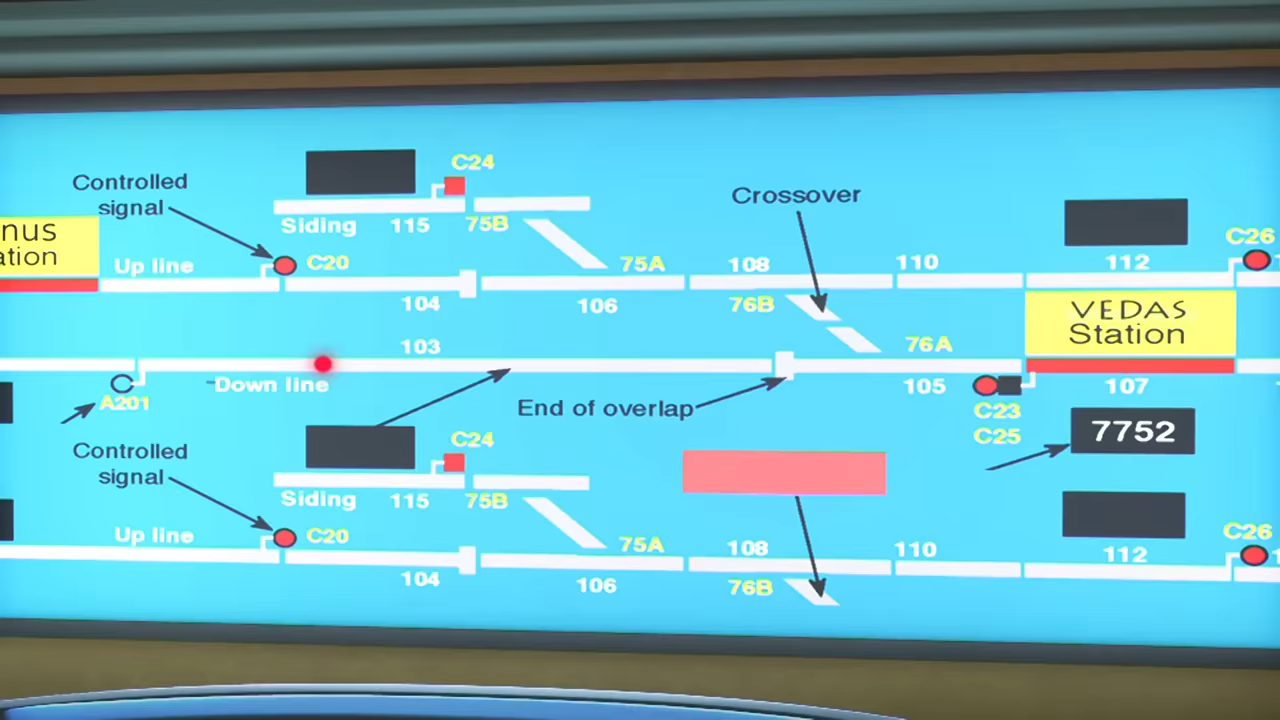 C24
Controlled
signal
Crossover
Siding 115 75B
nus
ation
Up line
C20
75A
108
110
112
C26
104
106
76B
VEDAS
Station
103
76A
Down line
A201
End of overlap
105
C23
C25
107
7752
C24
Controlled
signal
Siding 115 75B
Up line
C20
75A
108
110
112
C26
104
106
76B